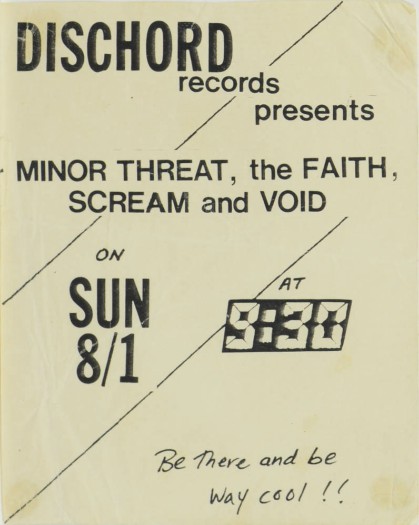 DISCHORD
records
presents
MINOR THREAT, the FAITH,
SCREAM and VOID
ON
SUN
8/1
AT
9:30
Be there and be
way cool !!